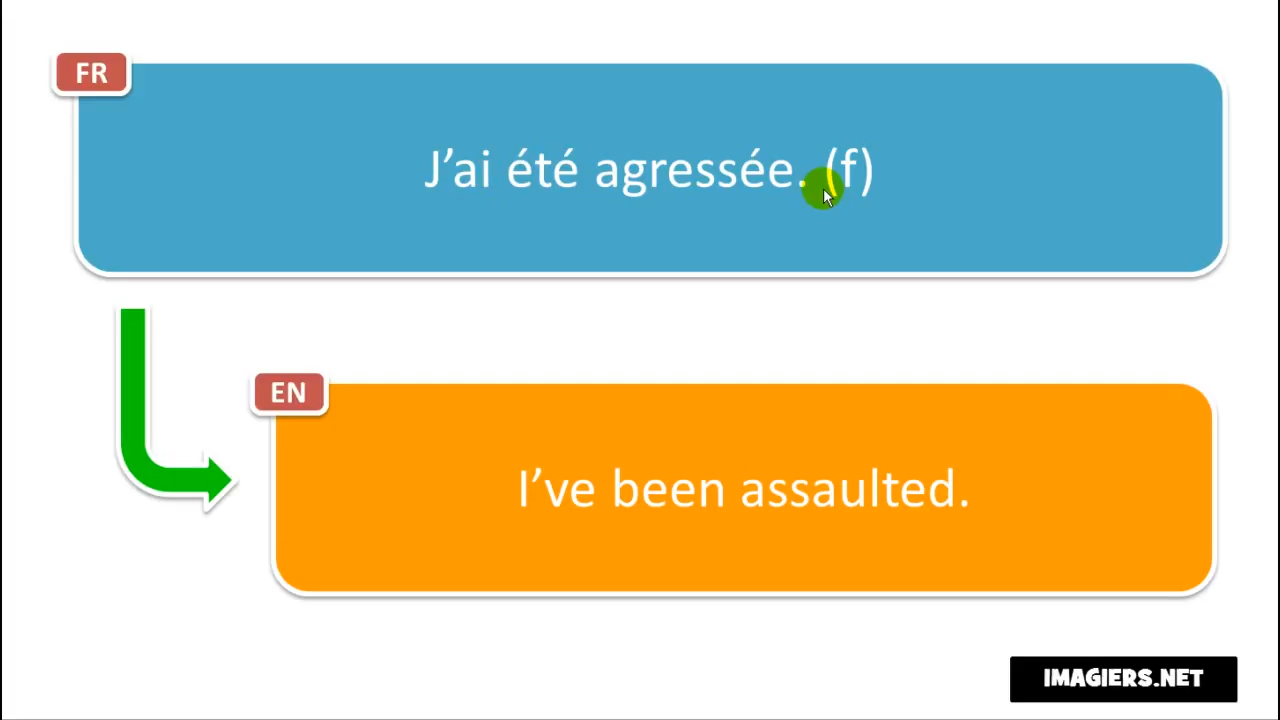 FR
J’ai été agressée. (f)
EN
I’ve been assaulted.
IMAGIERS.NET